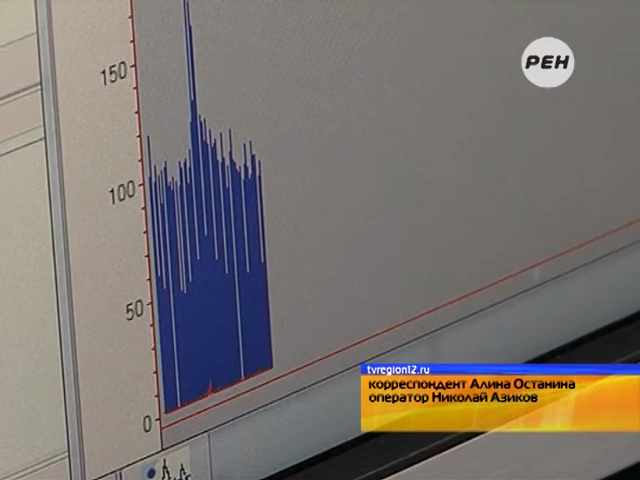 150
РЕН
100
50
0
tvregion12.ru
корреспондент Алина Останина
оператор Николай Азиков